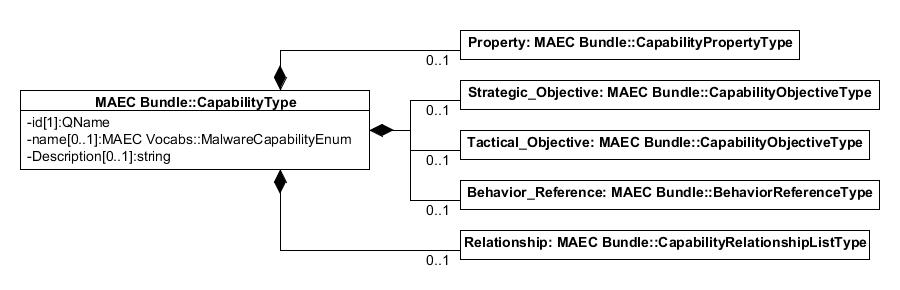 Property: MAEC Bundle::CapabilityPropertyType
0..1
Strategic_Objective: MAEC Bundle::CapabilityObjectiveType
0..1
MAEC Bundle::CapabilityType
-id[1]:QName
-name[0..1]:MAEC Vocabs::MalwareCapabilityEnum
-Description[0..1]:string
Tactical_Objective: MAEC Bundle::CapabilityObjectiveType
0..1
Behavior_Reference: MAEC Bundle::BehaviorReferenceType
0..1
Relationship: MAEC Bundle::CapabilityRelationshipListType
0..1